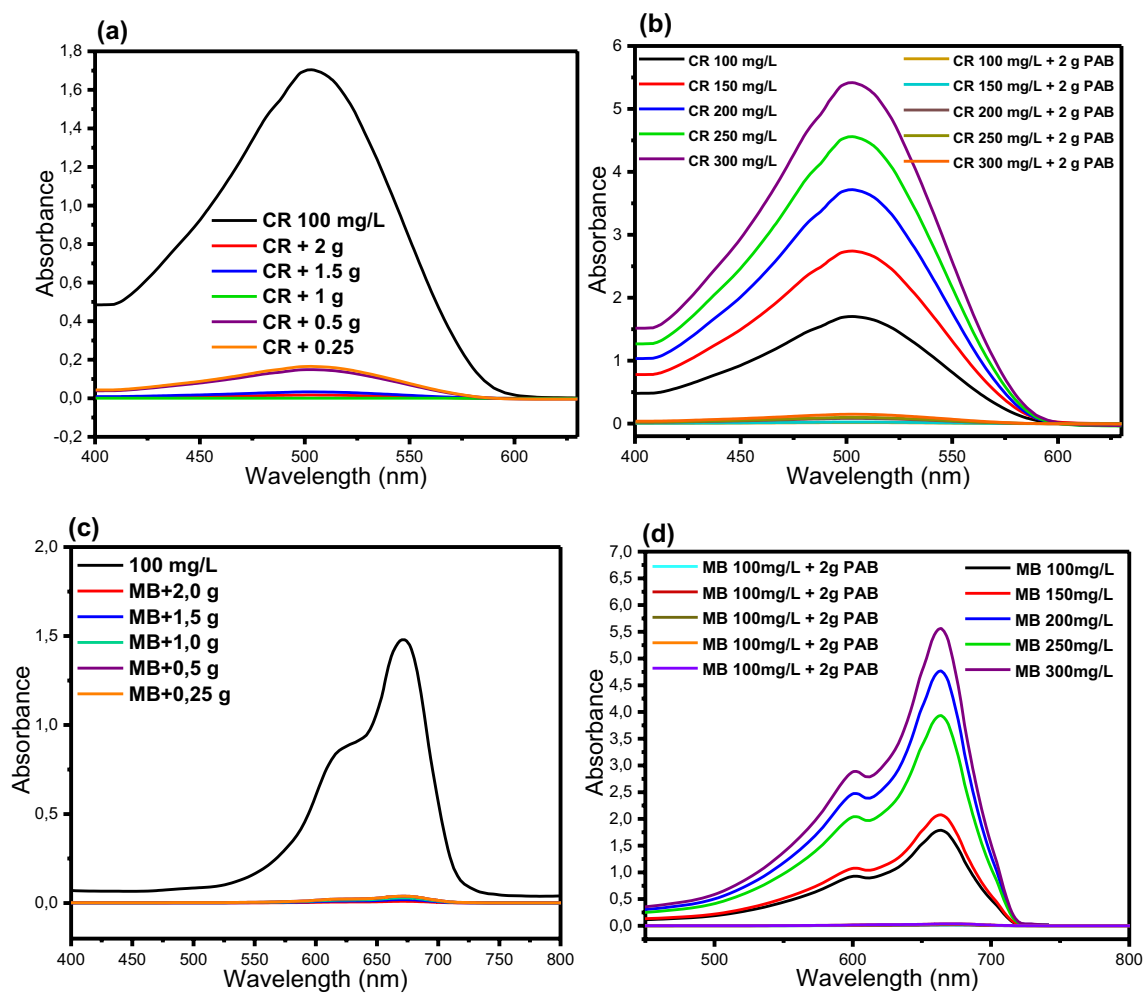 (a)
1,8
1,6
1,4
1,2
1,0
0,8
0,6
0,4
0,2
0,0
-0,2
Absorbance
CR 100 mg/L
CR + 2 g
CR + 1.5 g
CR + 1 g
CR + 0.5 g
CR + 0.25
400 450 500 550 600
Wavelength (nm)
(b)
6
5
4
3
2
1
0
Absorbance
CR 100 mg/L
CR 150 mg/L
CR 200 mg/L
CR 250 mg/L
CR 300 mg/L
CR 100 mg/L + 2 g PAB
CR 150 mg/L + 2 g PAB
CR 200 mg/L + 2 g PAB
CR 250 mg/L + 2 g PAB
CR 300 mg/L + 2 g PAB
400 450 500 550 600
Wavelength (nm)
(c)
2,0
1,5
1,0
0,5
0,0
Absorbance
100 mg/L
MB+2,0 g
MB+1,5 g
MB+1,0 g
MB+0,5 g
MB+0,25 g
400 450 500 550 600 650 700 750 800
Wavelength (nm)
(d)
7,0
6,5
6,0
5,5
5,0
4,5
4,0
3,5
3,0
2,5
2,0
1,5
1,0
0,5
0,0
Absorbance
MB 100mg/L + 2g PAB
MB 100mg/L + 2g PAB
MB 100mg/L + 2g PAB
MB 100mg/L + 2g PAB
MB 100mg/L + 2g PAB
MB 100mg/L
MB 150mg/L
MB 200mg/L
MB 250mg/L
MB 300mg/L
500 600 700 800
Wavelength (nm)